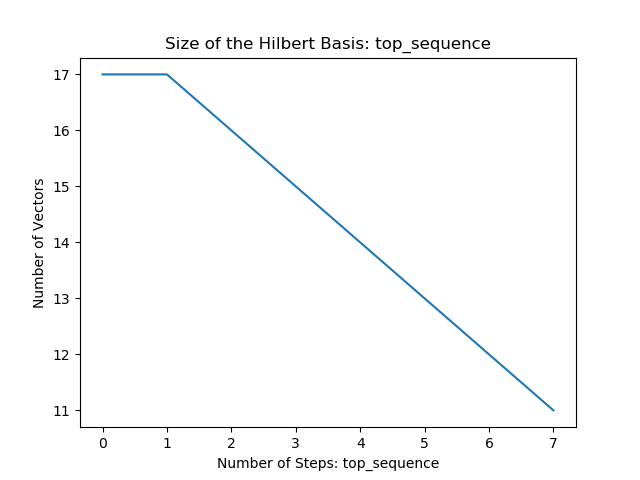 Size of the Hilbert Basis: top_sequence
Number of Vectors
17
16
15
14
13
12
11
0 1 2 3 4 5 6 7
Number of Steps: top_sequence